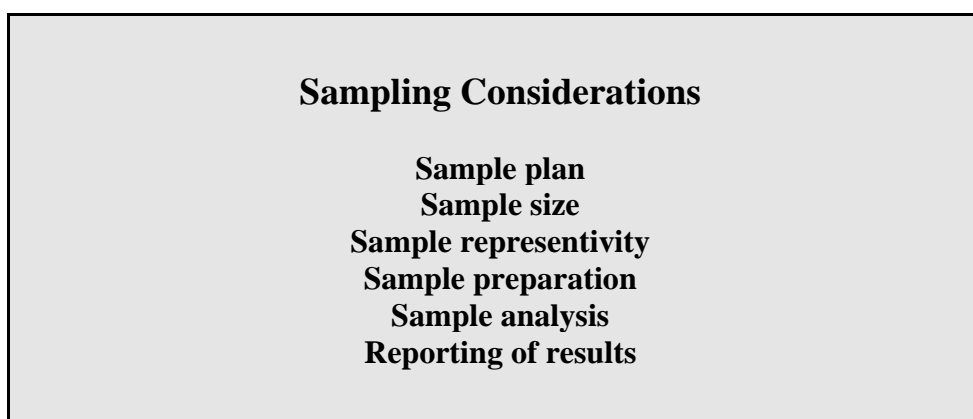 Sampling Considerations
Sample plan
Sample size
Sample representivity
Sample preparation
Sample analysis
Reporting of results